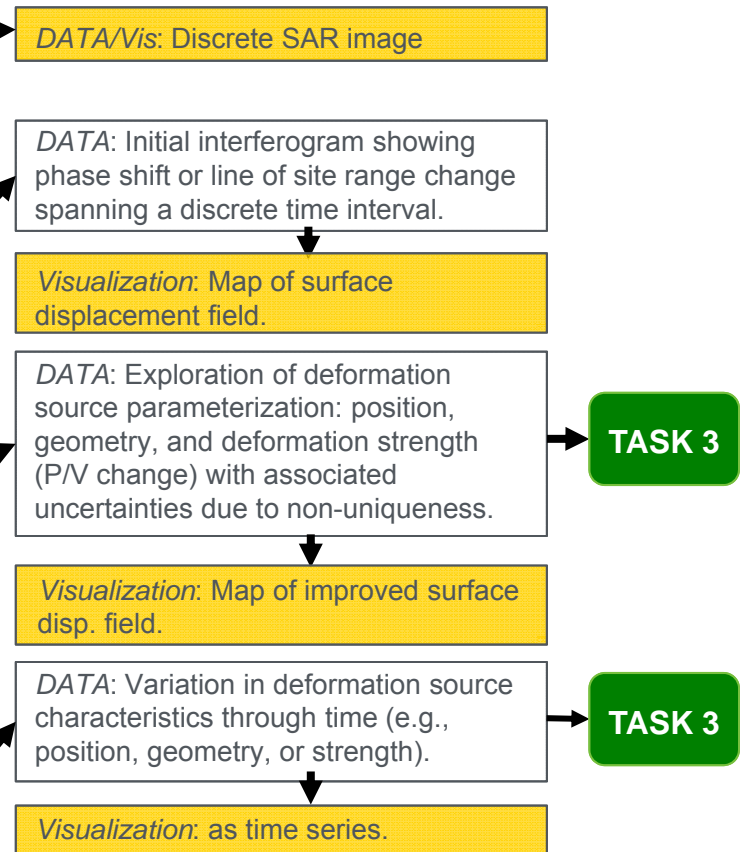 DATA/Vis: Discrete SAR image
DATA: Initial interferogram showing
phase shift or line of site range change
spanning a discrete time interval.
Visualization: Map of surface
displacement field.
DATA: Exploration of deformation
source parameterization: position,
geometry, and deformation strength
(P/V change) with associated
uncertainties due to non-uniqueness.
TASK 3
Visualization: Map of improved surface
disp. field.
DATA: Variation in deformation source
characteristics through time (e.g.,
position, geometry, or strength).
TASK 3
Visualization: as time series.